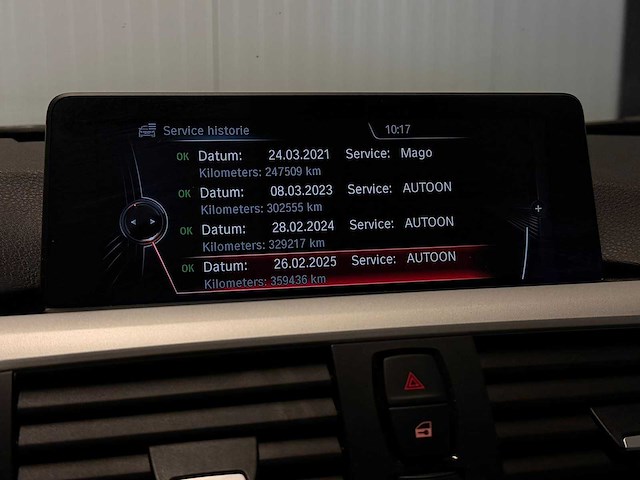 Service historie
10:17
OK Datum: 24.03.2021 Service: Mago
Kilometers: 247509 km
OK Datum: 08.03.2023 Service: AUTOON
Kilometers: 302555 km
OK Datum: 28.02.2024 Service: AUTOON
Kilometers: 329217 km
OK Datum: 26.02.2025 Service: AUTOON
Kilometers: 359436 km